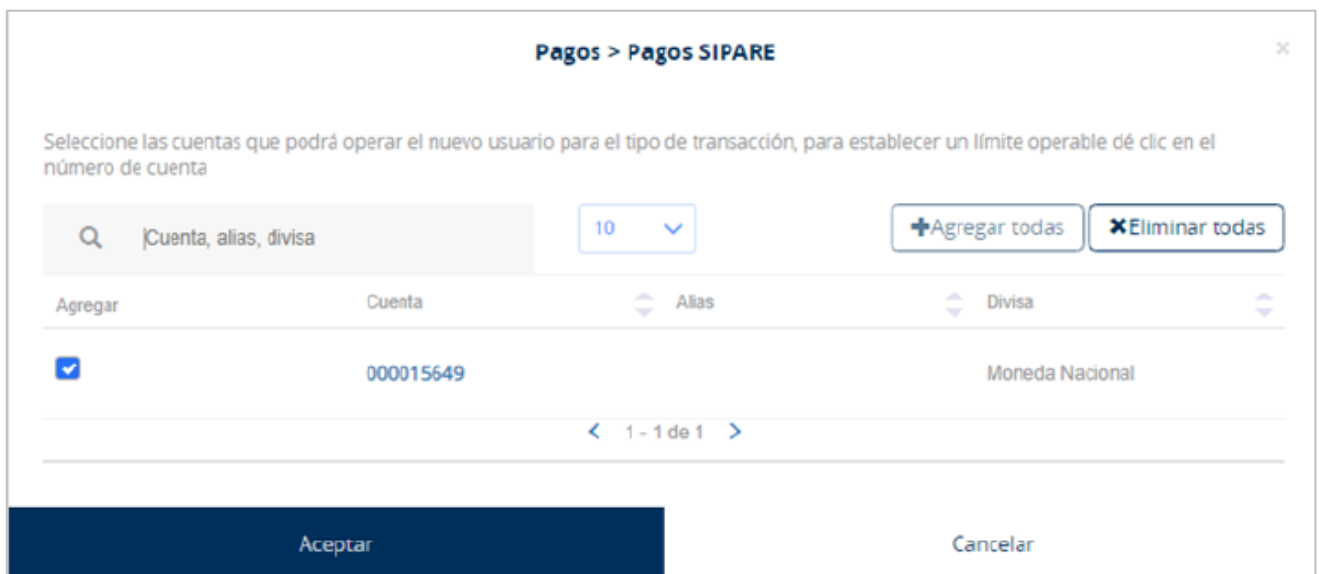 Pagos > Pagos SIPARE
×
Seleccione las cuentas que podrá operar el nuevo usuario para el tipo de transacción, para establecer un límite operable dé clic en el
número de cuenta
Cuenta, alias, divisa
10
+Agregar todas
×Eliminar todas
Agregar Cuenta Alias Divisa
000015649 Moneda Nacional
< 1 - 1 de 1 >
Aceptar Cancelar